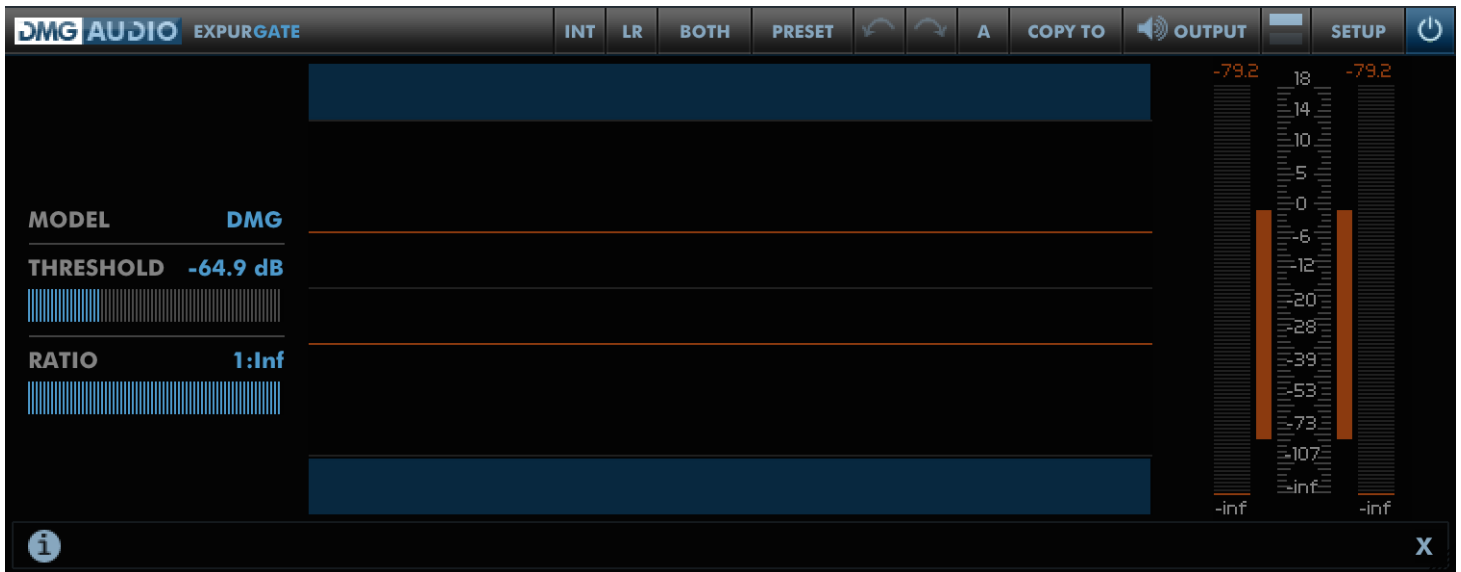 DMG AUDIO EXPURGATE INT LR BOTH PRESET A COPY TO OUTPUT SETUP
-79.2 18 -79.2
14
10
5
0
MODEL DMG
-6
THRESHOLD -64.9 dB
-12
-20
-28
RATIO 1:Inf
-39
-53
-73
-107
-inf
-inf -inf
i X